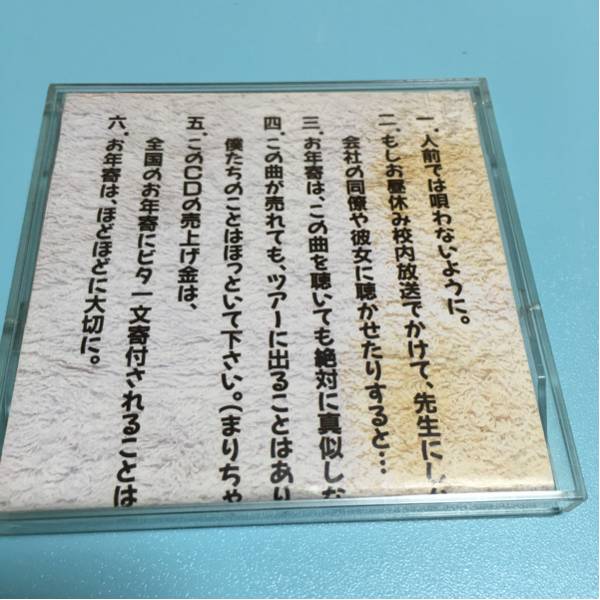 一．人前では唄わないように。
二．もしお昼休み校内放送でかけて、先生にし
会社の同僚や彼女に聴かせたりすると…
三．お年寄は、この曲を聴いても絶対に真似しな
四．この曲が売れても、ツアーに出ることはあり
僕たちのことはほっといて下さい。(まりちゃ
五．このCDの売上げ金は、
全国のお年寄にビタ一文寄付されることは
六．お年寄は、ほどほどに大切に。